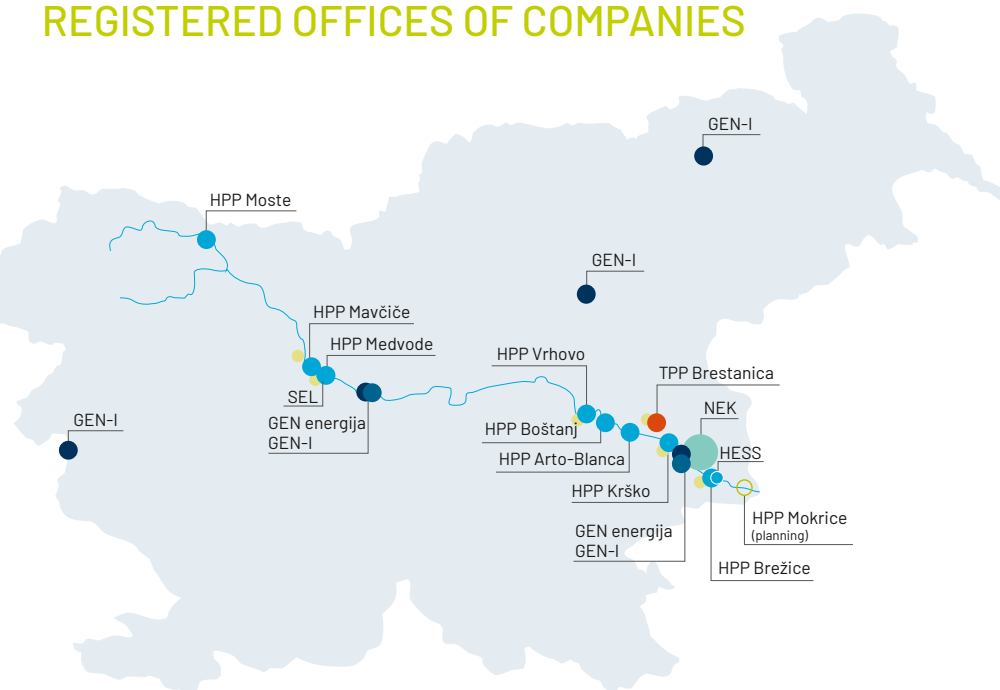 REGISTERED OFFICES OF COMPANIES
GEN-I
HPP Moste
GEN-I
HPP Mavčiče
HPP Medvode
HPP Vrhovo
TPP Brestanica
SEL
NEK
GEN-I
GEN energija
GEN-I
HPP Boštanj
HPP Arto-Blanca
HESS
HPP Krško
HPP Mokrice
(planning)
GEN energija
GEN-I
HPP Brežice